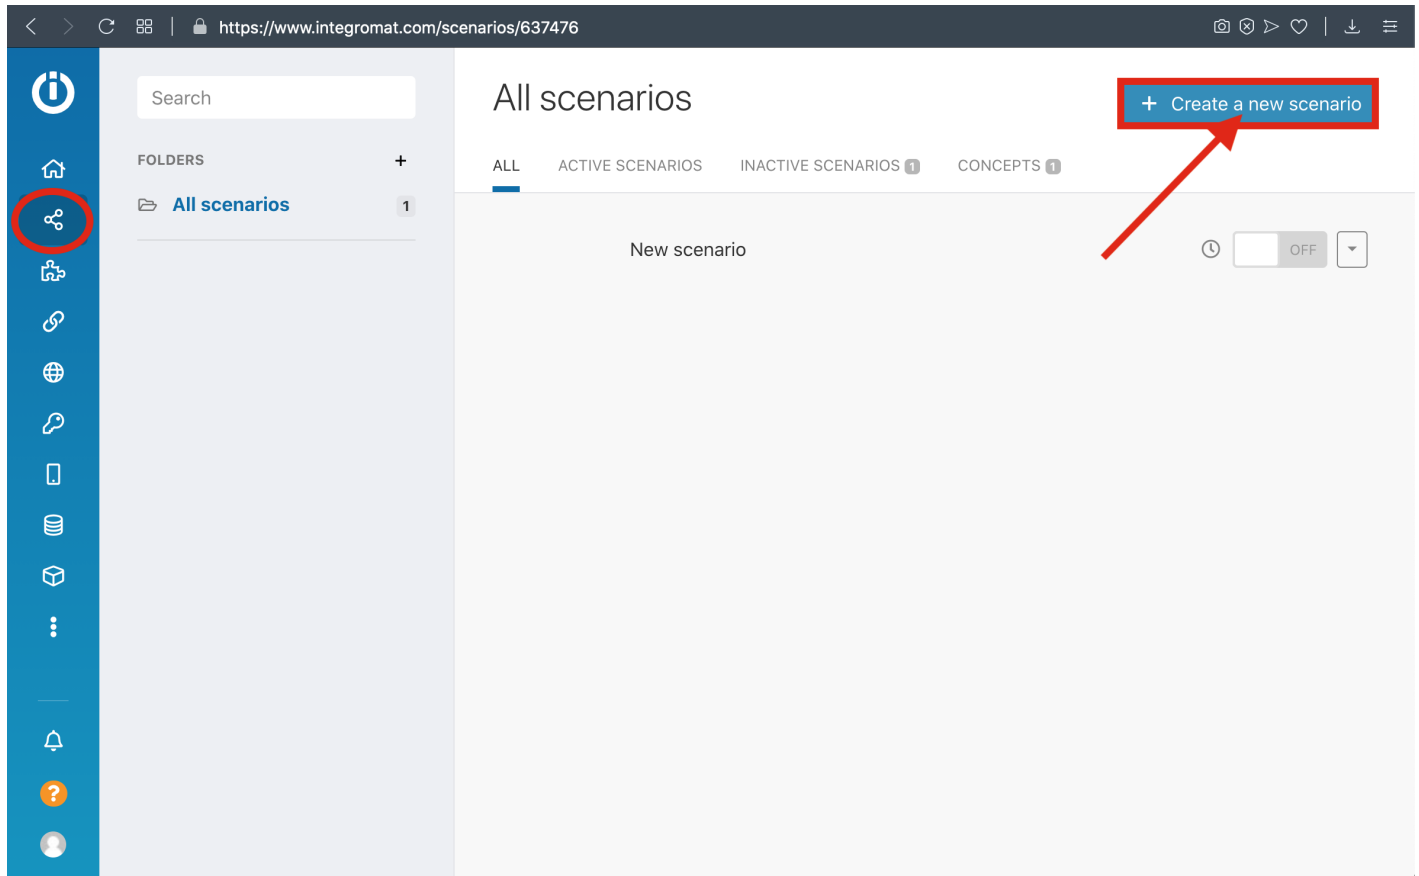 https://www.integromat.com/scenarios/637476
Search
FOLDERS +
All scenarios 1
All scenarios
+ Create a new scenario
ALL ACTIVE SCENARIOS INACTIVE SCENARIOS 1 CONCEPTS 1
New scenario OFF
?